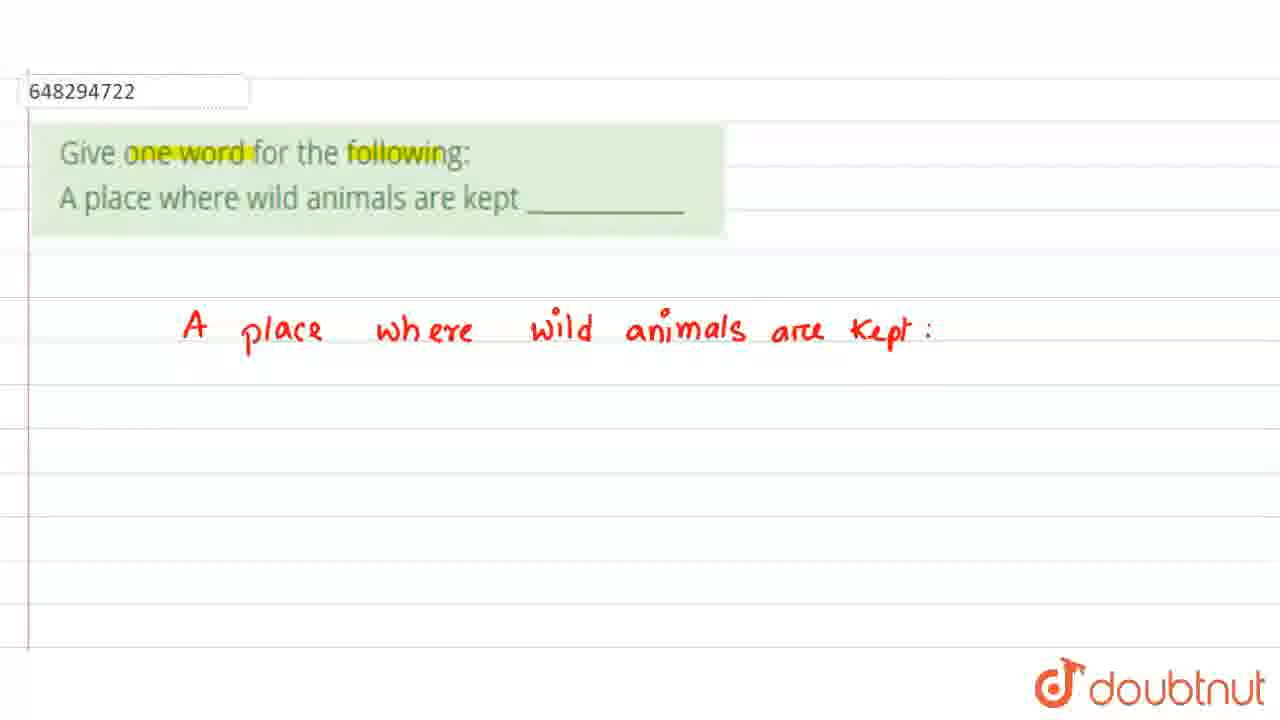 648294722
Give one word for the following:
A place where wild animals are kept ____________
A place where wild animals are kept :
doubtnut